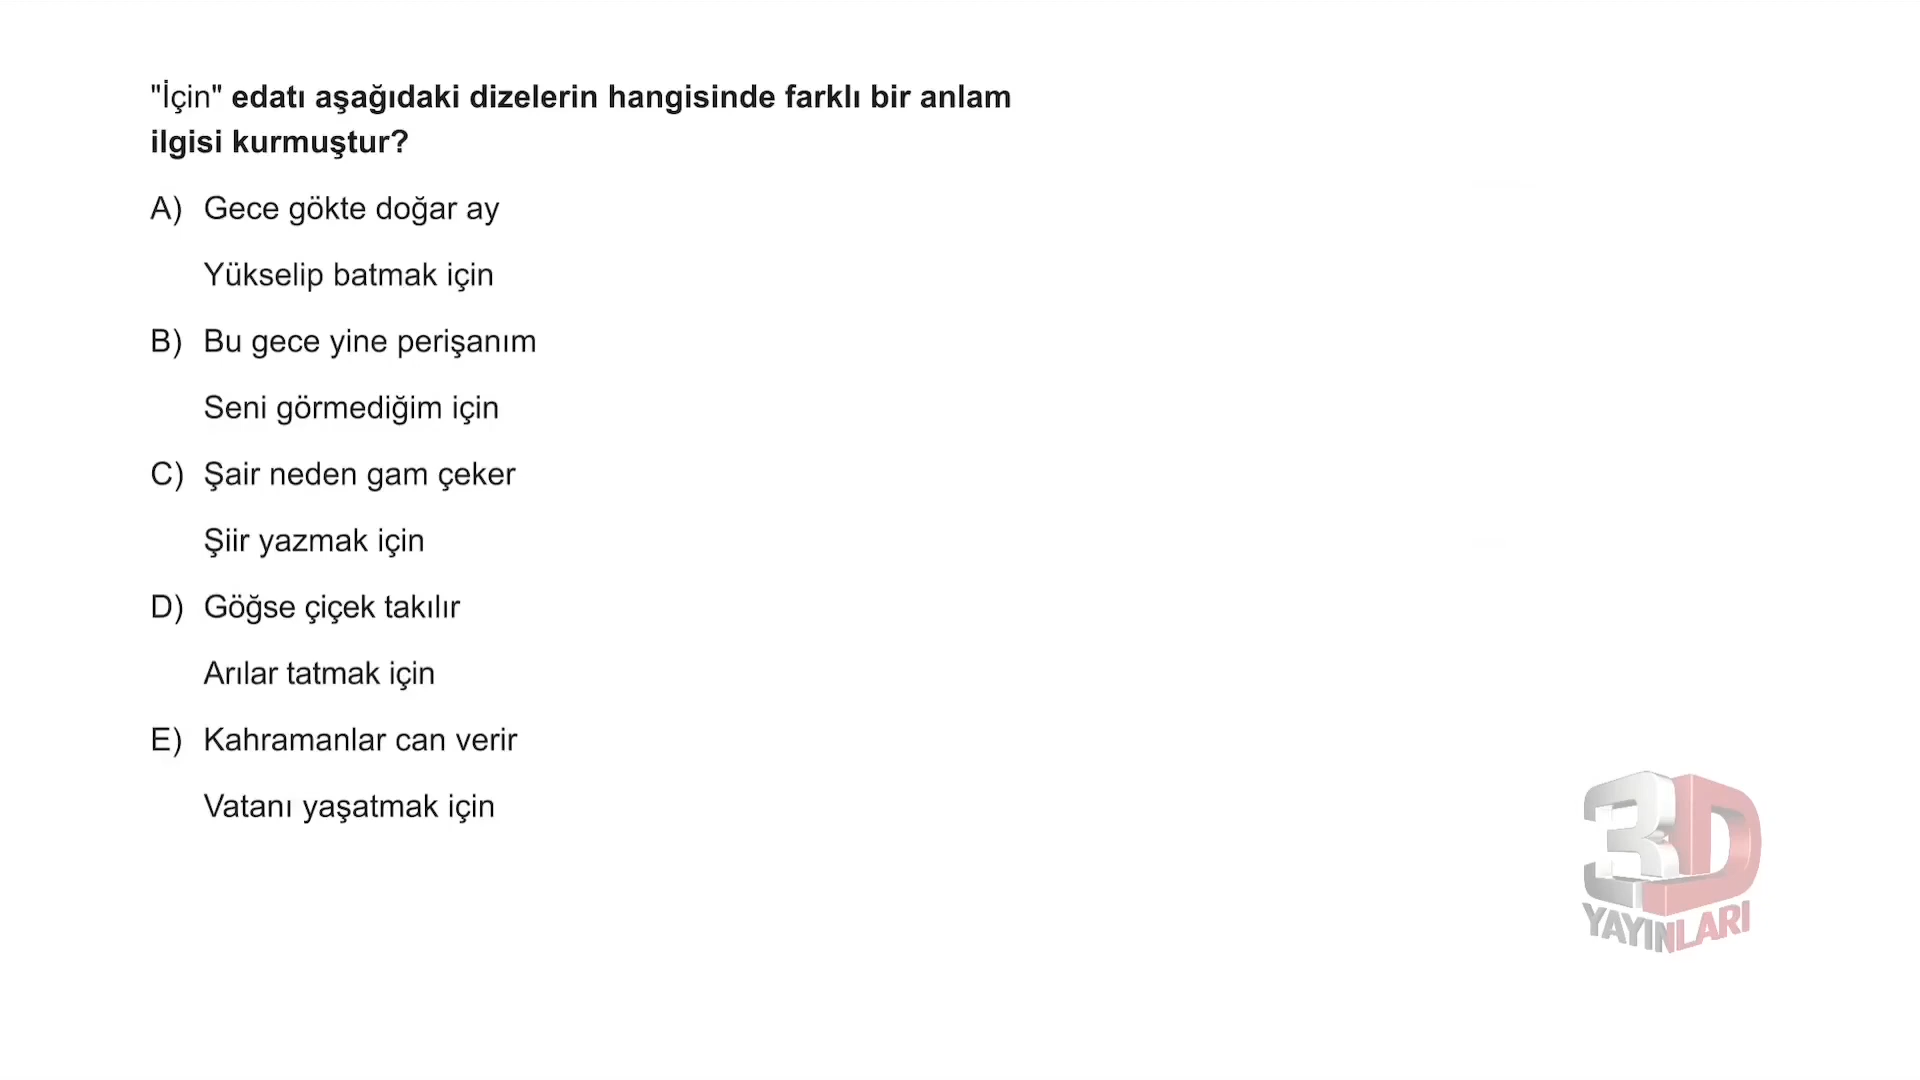 "İçin" edatı aşağıdaki dizelerin hangisinde farklı bir anlam
ilgisi kurmuştur?
A) Gece gökte doğar ay
Yükselip batmak için
B) Bu gece yine perişanım
Seni görmediğim için
C) Şair neden gam çeker
Şiir yazmak için
D) Göğse çiçek takılır
Arılar tatmak için
E) Kahramanlar can verir
Vatanı yaşatmak için
3D
YAYINLARI